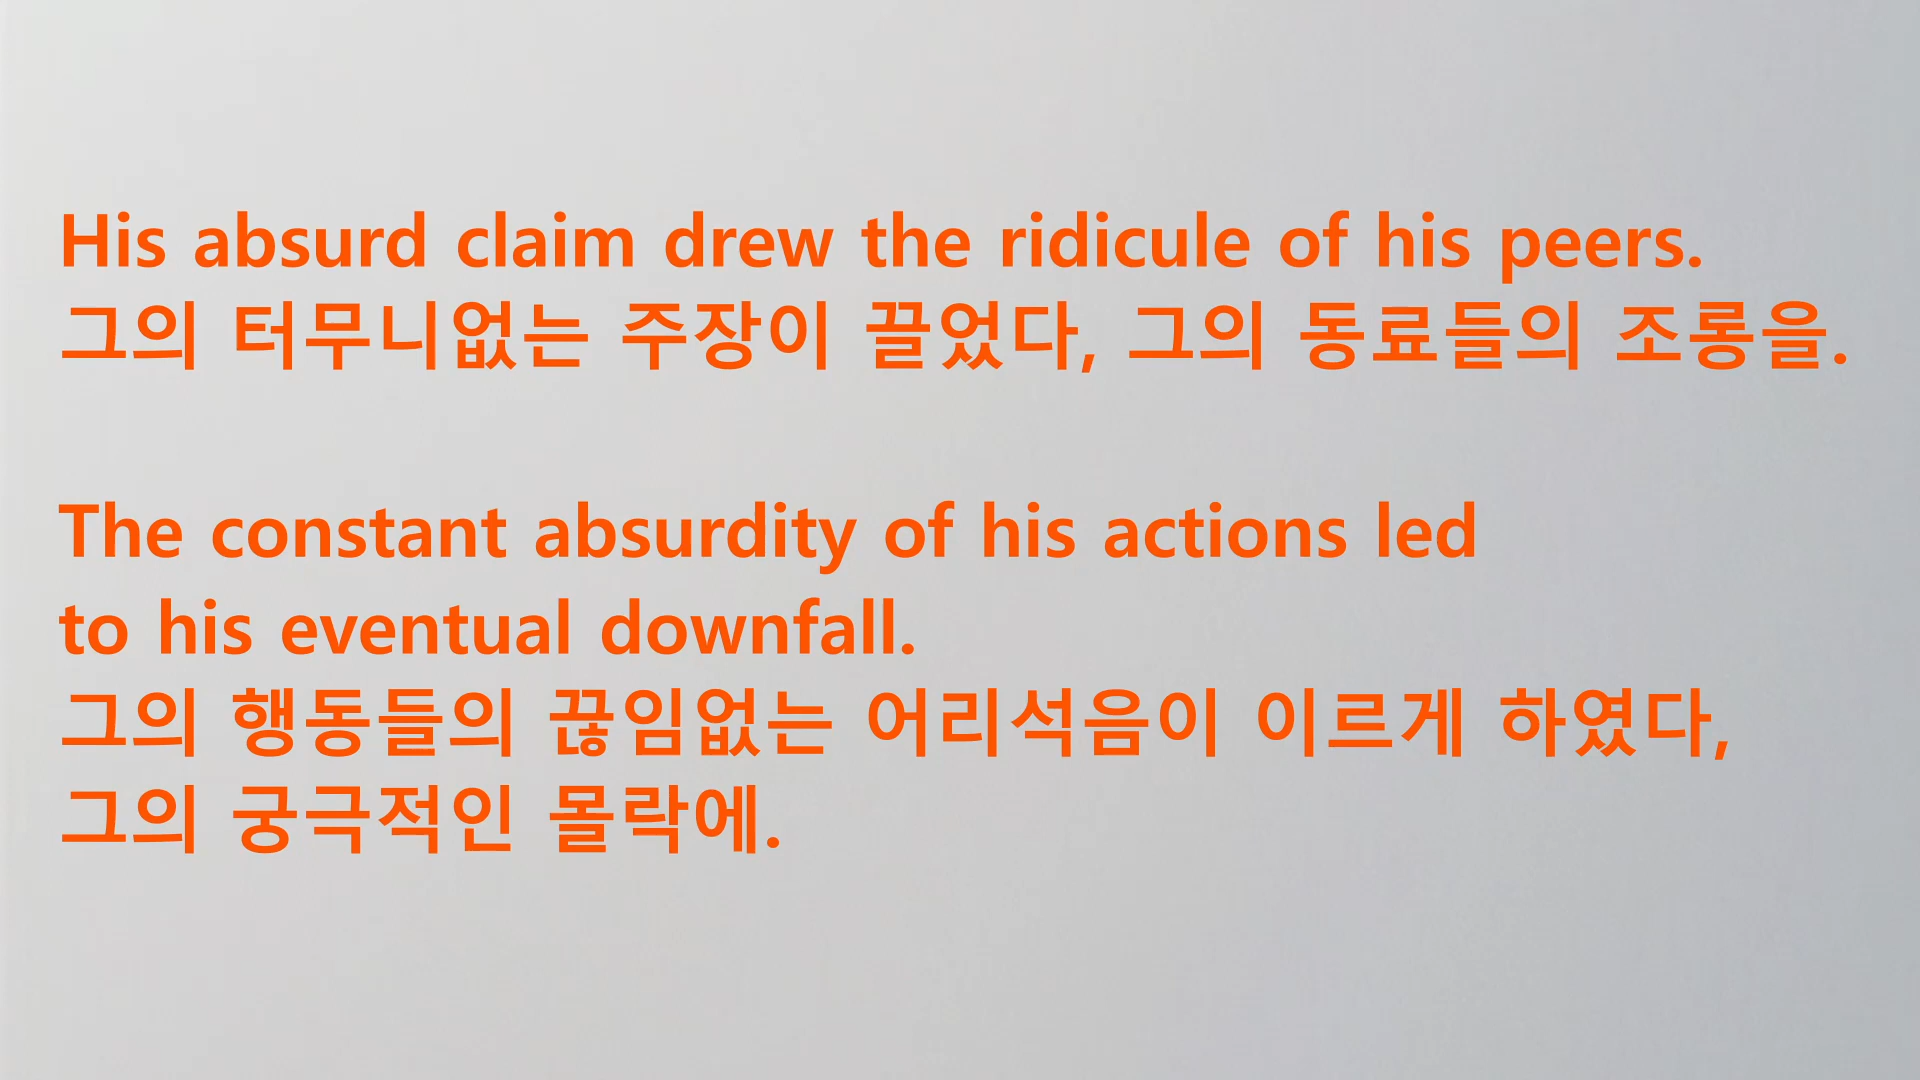 His absurd claim drew the ridicule of his peers.
그의 터무니없는 주장이 끌었다, 그의 동료들의 조롱을.
The constant absurdity of his actions led
to his eventual downfall.
그의 행동들의 끊임없는 어리석음이 이르게 하였다,
그의 궁극적인 몰락에.